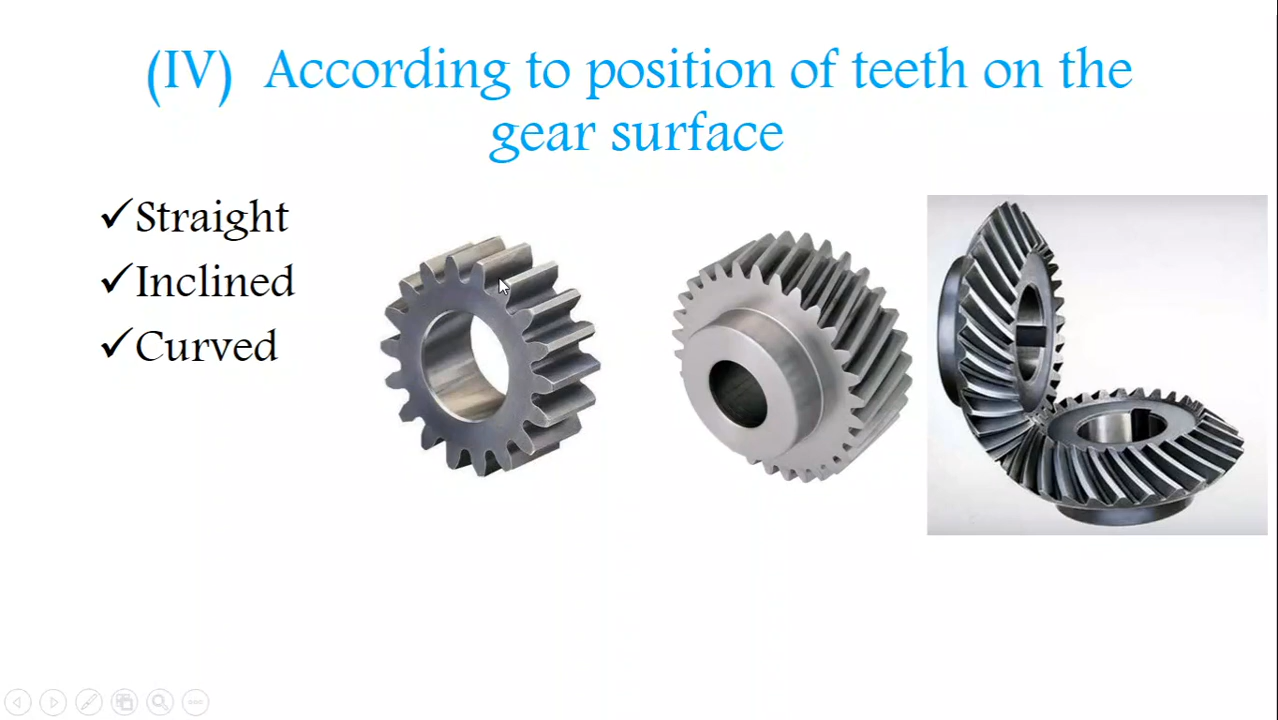 (IV) According to position of teeth on the
gear surface
✓Straight
✓Inclined
✓Curved